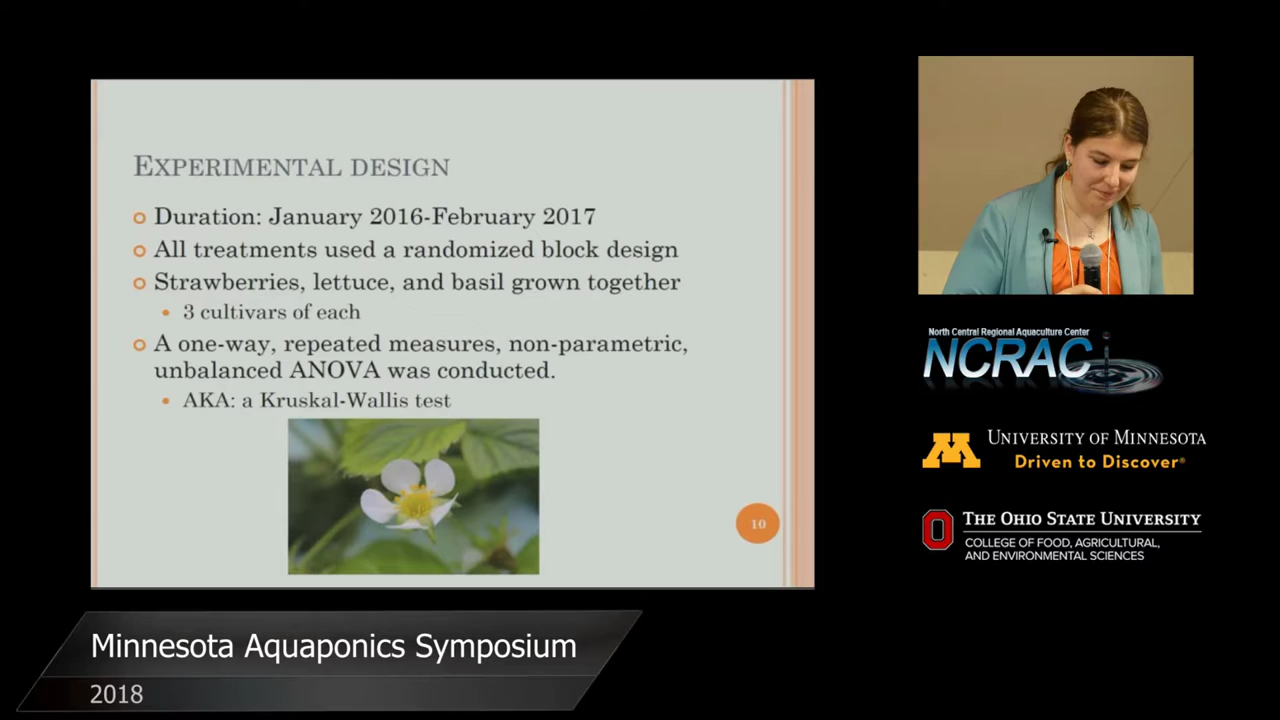 EXPERIMENTAL DESIGN
Duration: January 2016-February 2017
All treatments used a randomized block design
Strawberries, lettuce, and basil grown together
3 cultivars of each
A one-way, repeated measures, non-parametric,
unbalanced ANOVA was conducted.
AKA: a Kruskal-Wallis test
10
North Central Regional Aquaculture Center
NCRAC
M
UNIVERSITY OF MINNESOTA
Driven to Discover®
O
THE OHIO STATE UNIVERSITY
COLLEGE OF FOOD, AGRICULTURAL,
AND ENVIRONMENTAL SCIENCES
Minnesota Aquaponics Symposium
2018